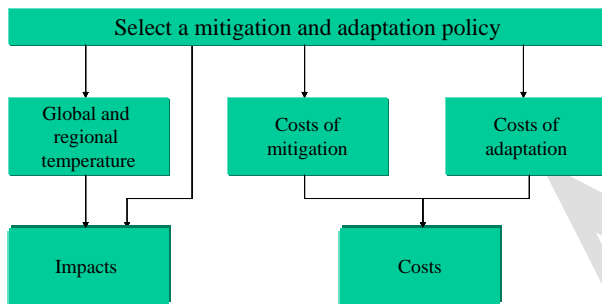 Select a mitigation and adaptation policy
Global and
regional
temperature
Costs of
mitigation
Costs of
adaptation
Impacts
Costs